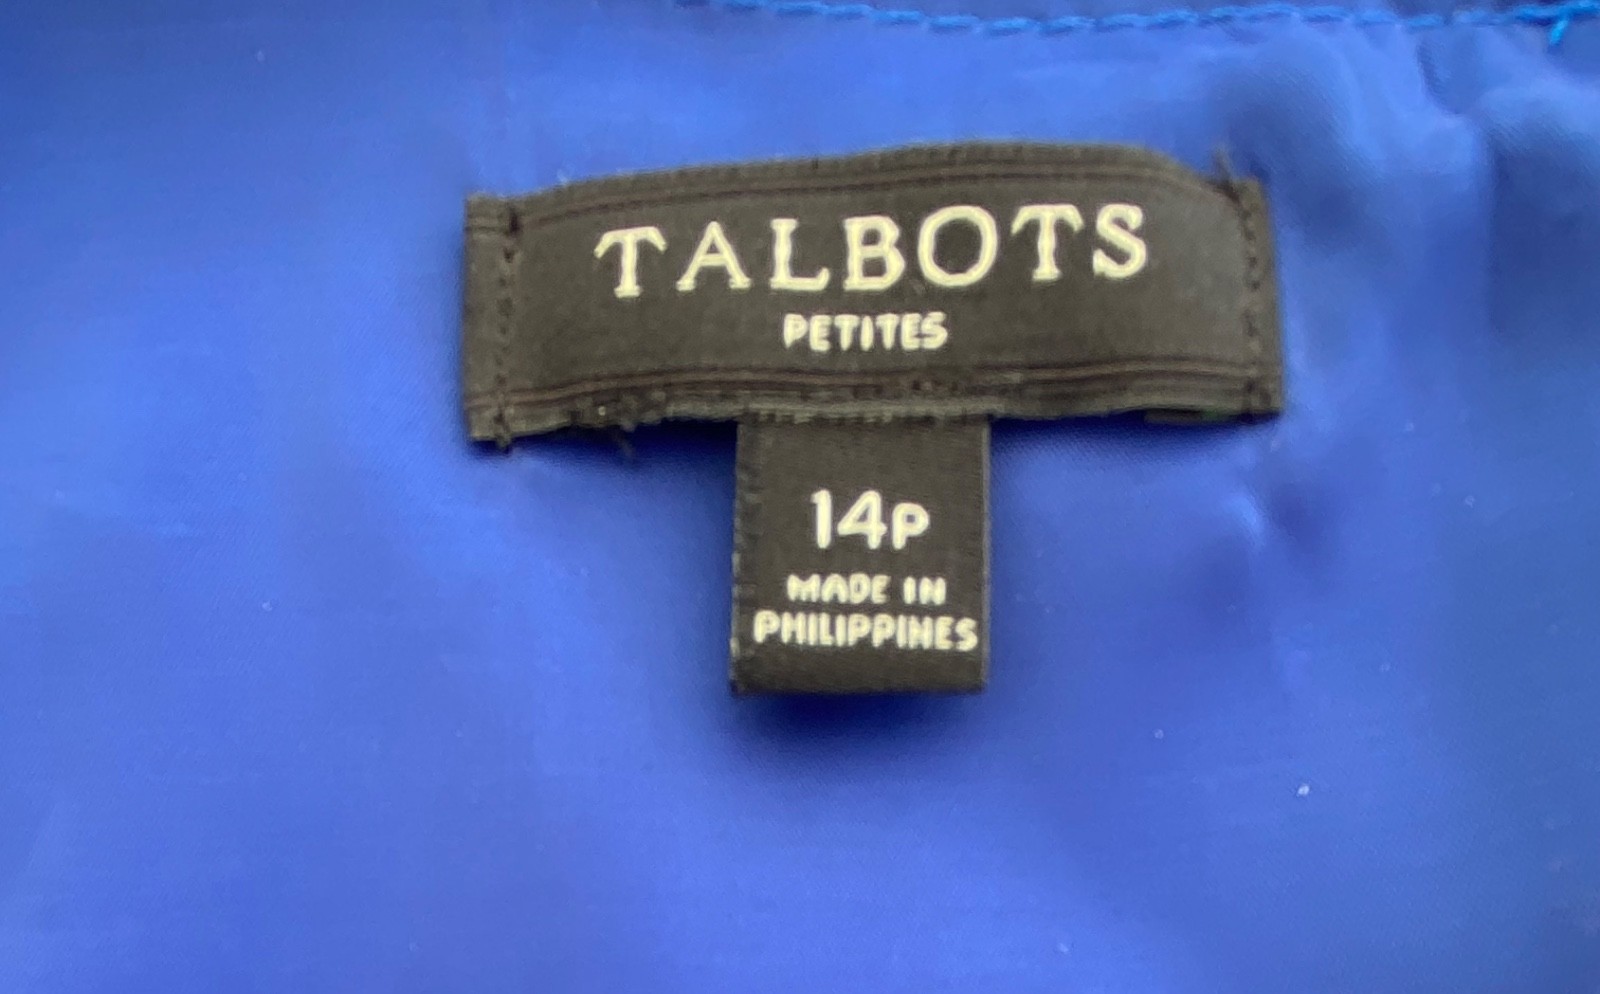 TALBOTS
PETITES
14P
MADE IN
PHILIPPINES